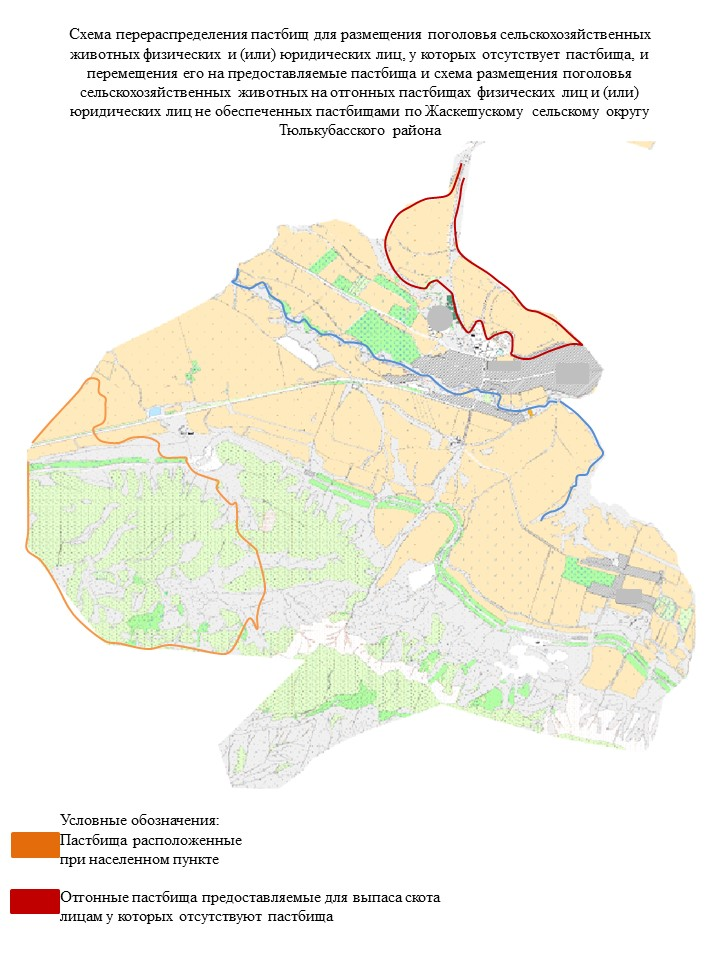 Схема перераспределения пастбищ для размещения поголовья сельскохозяйственных
животных физических и (или) юридических лиц, у которых отсутствует пастбища, и
перемещения его на предоставляемые пастбища и схема размещения поголовья
сельскохозяйственных животных на отгонных пастбищах физических лиц и (или)
юридических лиц не обеспеченных пастбищами по Жаскешускому сельскому округу
Тюлькубасского района
Условные обозначения:
Пастбища расположенные
при населенном пункте
Отгонные пастбища предоставляемые для выпаса скота
лицам у которых отсутствуют пастбища